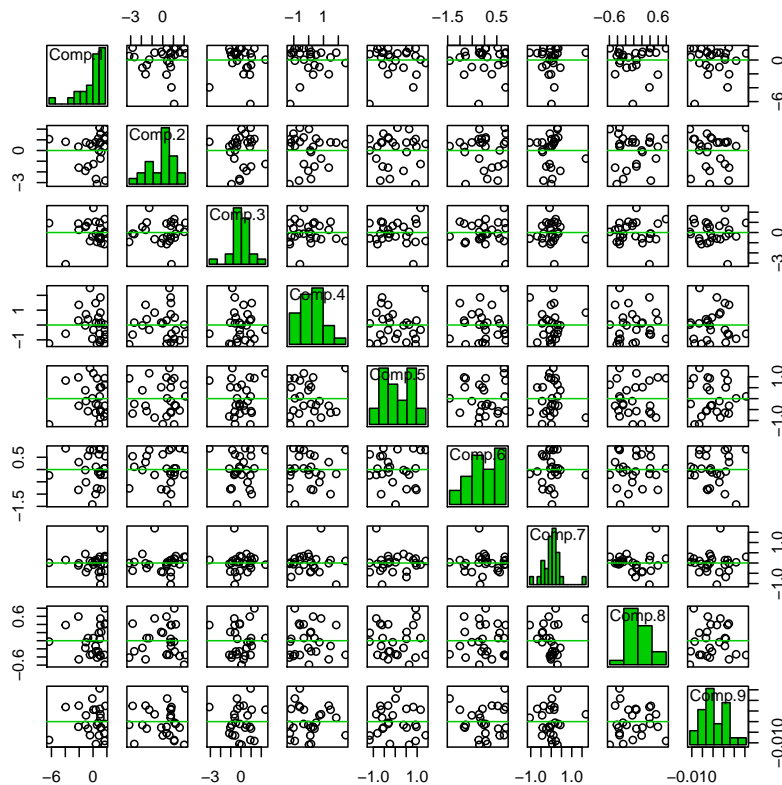 −3 0 −1 1 −1.5 0.5 −0.6 0.6
Comp.1 −6 0
−3 0 Comp.2
Comp.3 −3 0
−1 1 Comp.4
Comp.5 −1.0 1.0
−1.5 0.5 Comp.6
Comp.7 −1.0 1.0
−0.6 0.6 Comp.8
Comp.9 −0.010
−6 0 −3 0 −1.0 1.0 −1.0 1.0 −0.010